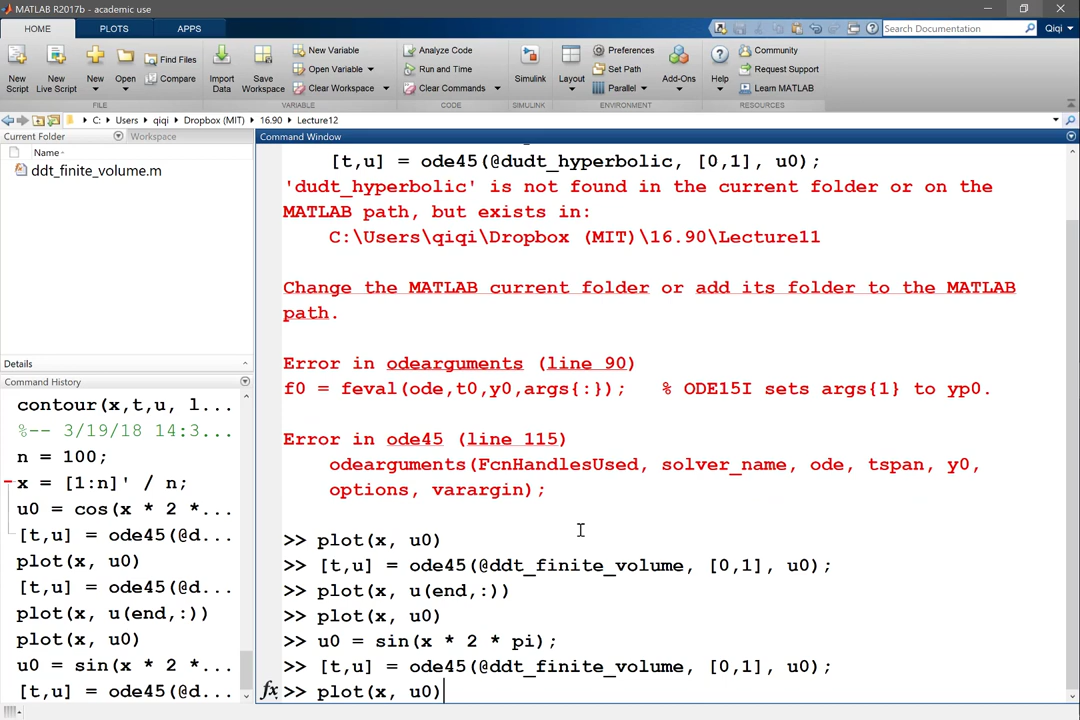 MATLAB R2017b - academic use
HOME PLOTS APPS
Search Documentation
Qiqi
New Script
New Live Script
New
Open
Find Files
Compare
Import Data
Save Workspace
New Variable
Open Variable
Clear Workspace
Analyze Code
Run and Time
Clear Commands
Simulink
Layout
Preferences
Set Path
Parallel
Add-Ons
Help
Community
Request Support
Learn MATLAB
FILE VARIABLE CODE SIMULINK ENVIRONMENT RESOURCES
C: Users qiqi Dropbox (MIT) 16.90 Lecture12
Current Folder
Workspace
Name
ddt_finite_volume.m
Details
Command History
contour(x,t,u, l...
%-- 3/19/18 14:3...
n = 100;
x = [1:n]' / n;
u0 = cos(x * 2 *...
[t,u] = ode45(@d...
plot(x, u0)
[t,u] = ode45(@d...
plot(x, u(end,:))
plot(x, u0)
u0 = sin(x * 2 *...
[t,u] = ode45(@d...
Command Window
[t,u] = ode45(@dudt_hyperbolic, [0,1], u0);
'dudt_hyperbolic' is not found in the current folder or on the
MATLAB path, but exists in:
C:\Users\qiqi\Dropbox (MIT)\16.90\Lecture11
Change the MATLAB current folder or add its folder to the MATLAB
path.
Error in odearguments (line 90)
f0 = feval(ode,t0,y0,args{:}); % ODE15I sets args{1} to yp0.
Error in ode45 (line 115)
odearguments(FcnHandlesUsed, solver_name, ode, tspan, y0,
options, varargin);
>> plot(x, u0)
>> [t,u] = ode45(@ddt_finite_volume, [0,1], u0);
>> plot(x, u(end,:))
>> plot(x, u0)
>> u0 = sin(x * 2 * pi);
>> [t,u] = ode45(@ddt_finite_volume, [0,1], u0);
fx >> plot(x, u0)